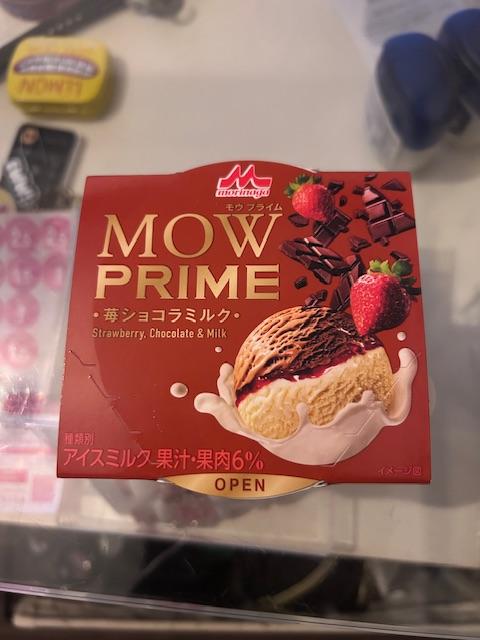 morinaga
モウ プライム
MOW
PRIME
・苺ショコラミルク・
Strawberry, Chocolate & Milk
種類別
アイスミルク 果汁・果肉6%
イメージ図
OPEN
LEMON